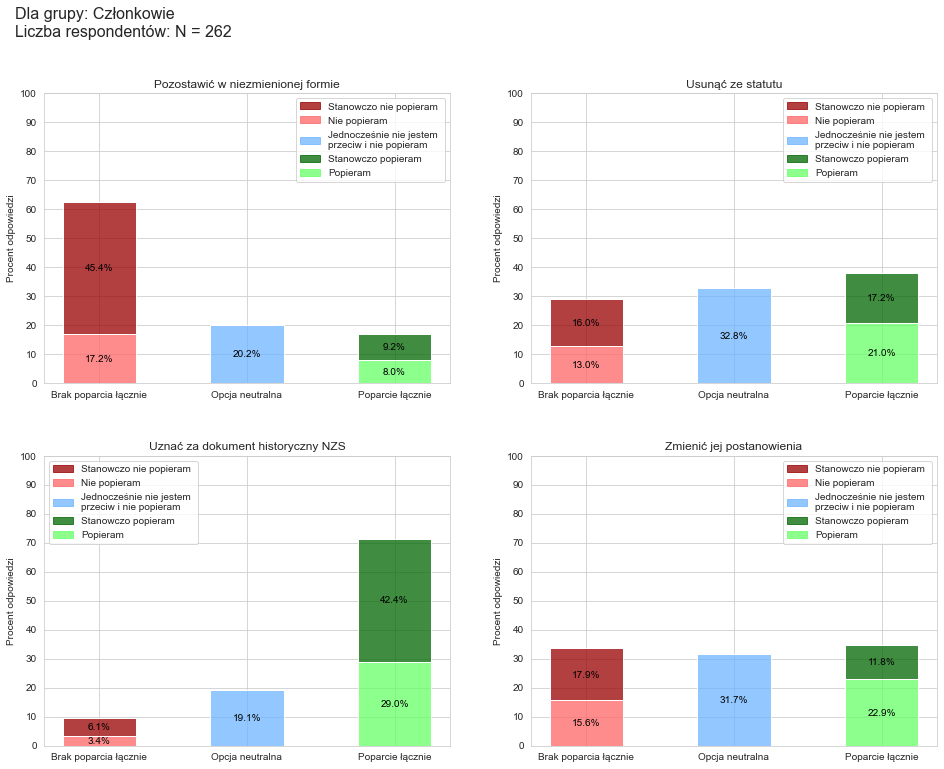 Dla grupy: Członkowie
Liczba respondentów: N = 262
Pozostawić w niezmienionej formie
Procent odpowiedzi
100
90
80
70
60
50
40
30
20
10
0
Stanowczo nie popieram
Nie popieram
Jednocześnie nie jestem
przeciw i nie popieram
Stanowczo popieram
Popieram
45.4%
17.2%
20.2%
9.2%
8.0%
Brak poparcia łącznie
Opcja neutralna
Poparcie łącznie
Usunąć ze statutu
Procent odpowiedzi
100
90
80
70
60
50
40
30
20
10
0
Stanowczo nie popieram
Nie popieram
Jednocześnie nie jestem
przeciw i nie popieram
Stanowczo popieram
Popieram
16.0%
13.0%
32.8%
17.2%
21.0%
Brak poparcia łącznie
Opcja neutralna
Poparcie łącznie
Uznać za dokument historyczny NZS
Procent odpowiedzi
100
90
80
70
60
50
40
30
20
10
0
Stanowczo nie popieram
Nie popieram
Jednocześnie nie jestem
przeciw i nie popieram
Stanowczo popieram
Popieram
6.1%
3.4%
19.1%
42.4%
29.0%
Brak poparcia łącznie
Opcja neutralna
Poparcie łącznie
Zmienić jej postanowienia
Procent odpowiedzi
100
90
80
70
60
50
40
30
20
10
0
Stanowczo nie popieram
Nie popieram
Jednocześnie nie jestem
przeciw i nie popieram
Stanowczo popieram
Popieram
17.9%
15.6%
31.7%
11.8%
22.9%
Brak poparcia łącznie
Opcja neutralna
Poparcie łącznie